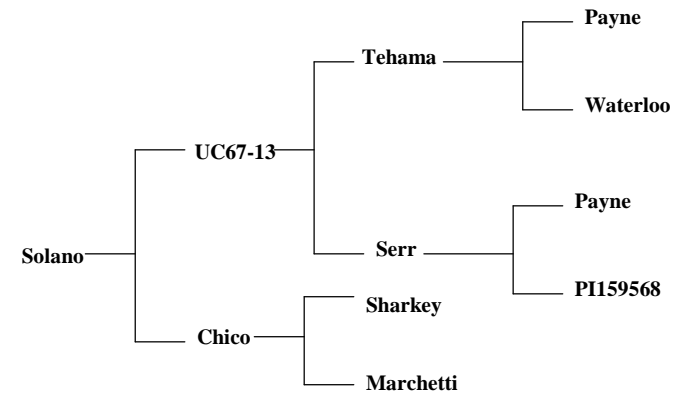 Payne
Tehama
Waterloo
UC67-13
Payne
Serr
Solano
PI159568
Sharkey
Chico
Marchetti